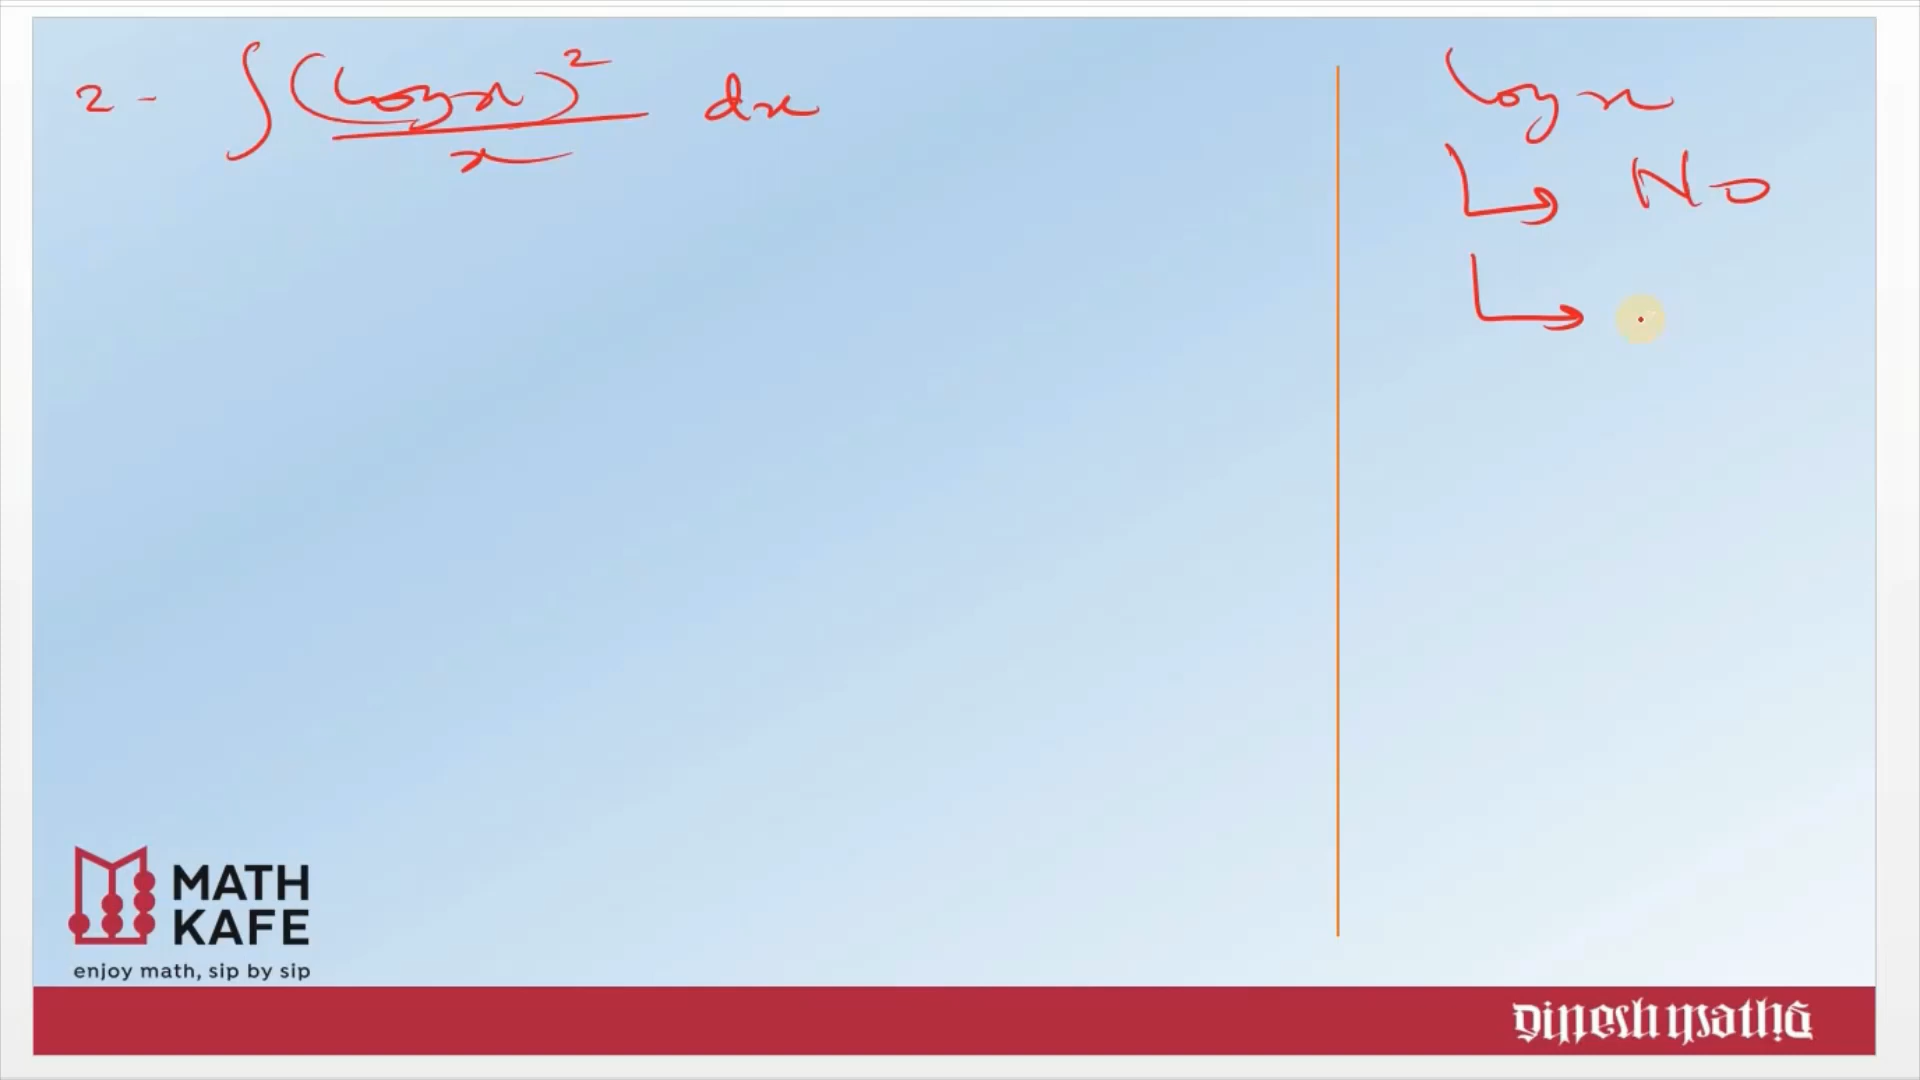 2 - ∫ (log x)² / x dx
log x
↳ No
↳
MATH
KAFE
enjoy math, sip by sip
Dinesh maths